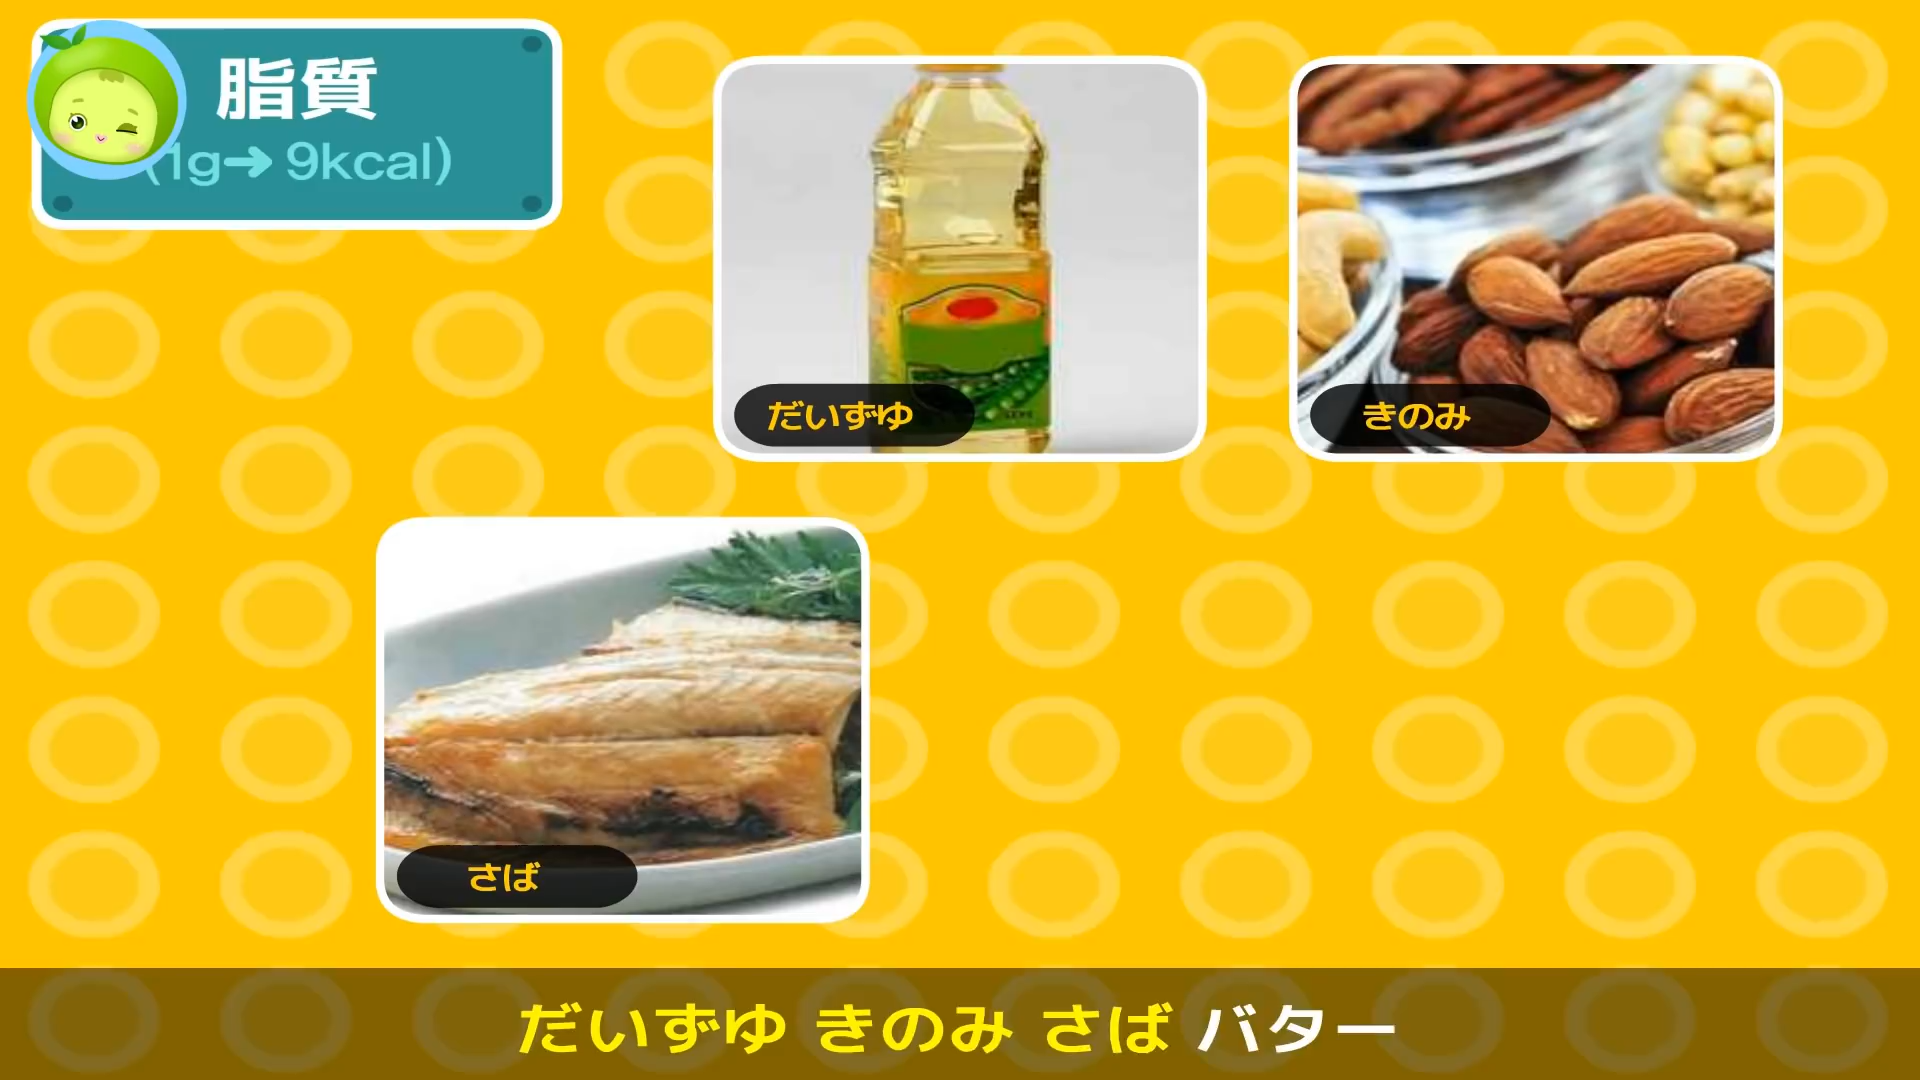 脂質
(1g→ 9kcal)
だいずゆ
きのみ
さば
だいずゆ きのみ さば バター